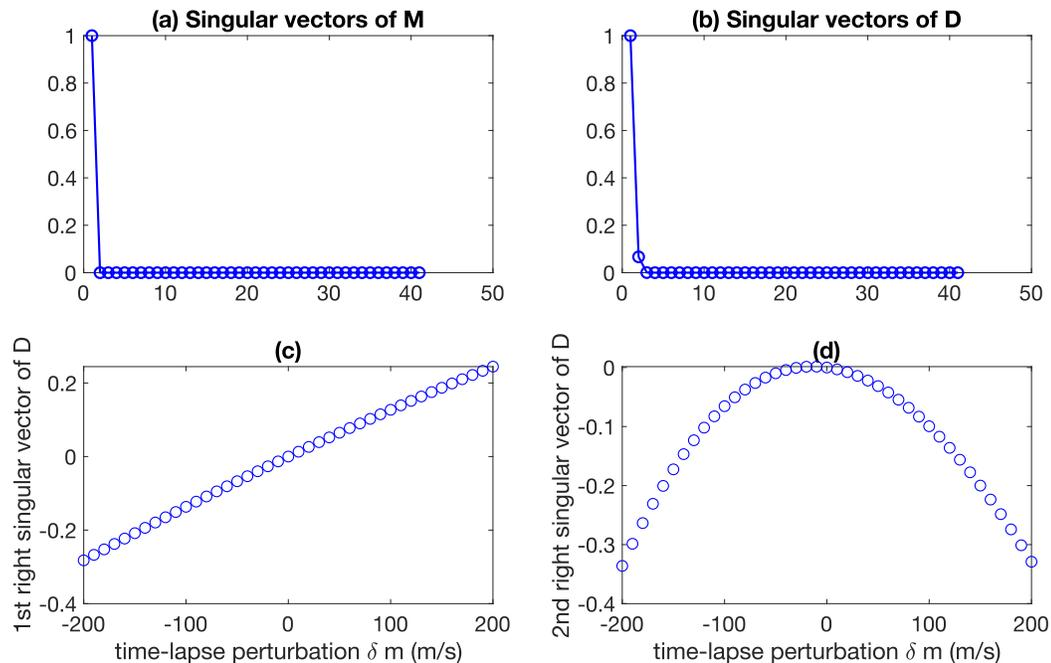 (a) Singular vectors of M
1
0.8
0.6
0.4
0.2
0
0 10 20 30 40 50
(b) Singular vectors of D
1
0.8
0.6
0.4
0.2
0
0 10 20 30 40 50
(c)
1st right singular vector of D
0.2
0
-0.2
-0.4
-200 -100 0 100 200
time-lapse perturbation δ m (m/s)
(d)
2nd right singular vector of D
0
-0.1
-0.2
-0.3
-0.4
-200 -100 0 100 200
time-lapse perturbation δ m (m/s)